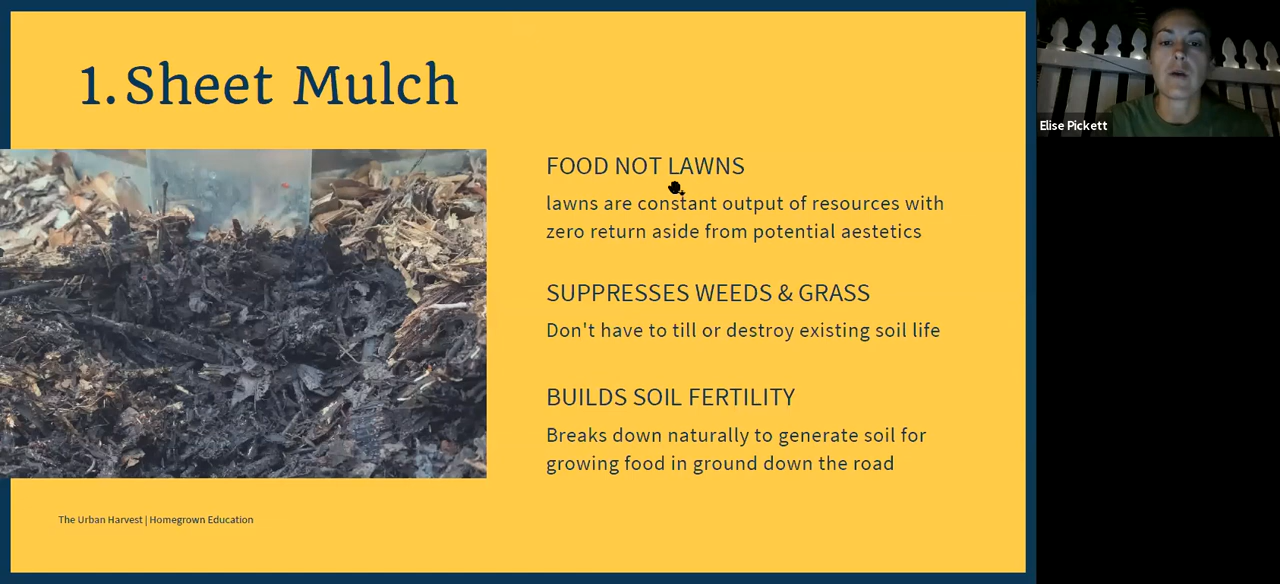 1. Sheet Mulch
FOOD NOT LAWNS
lawns are constant output of resources with
zero return aside from potential aestetics
SUPPRESSES WEEDS & GRASS
Don't have to till or destroy existing soil life
BUILDS SOIL FERTILITY
Breaks down naturally to generate soil for
growing food in ground down the road
The Urban Harvest | Homegrown Education
Elise Pickett